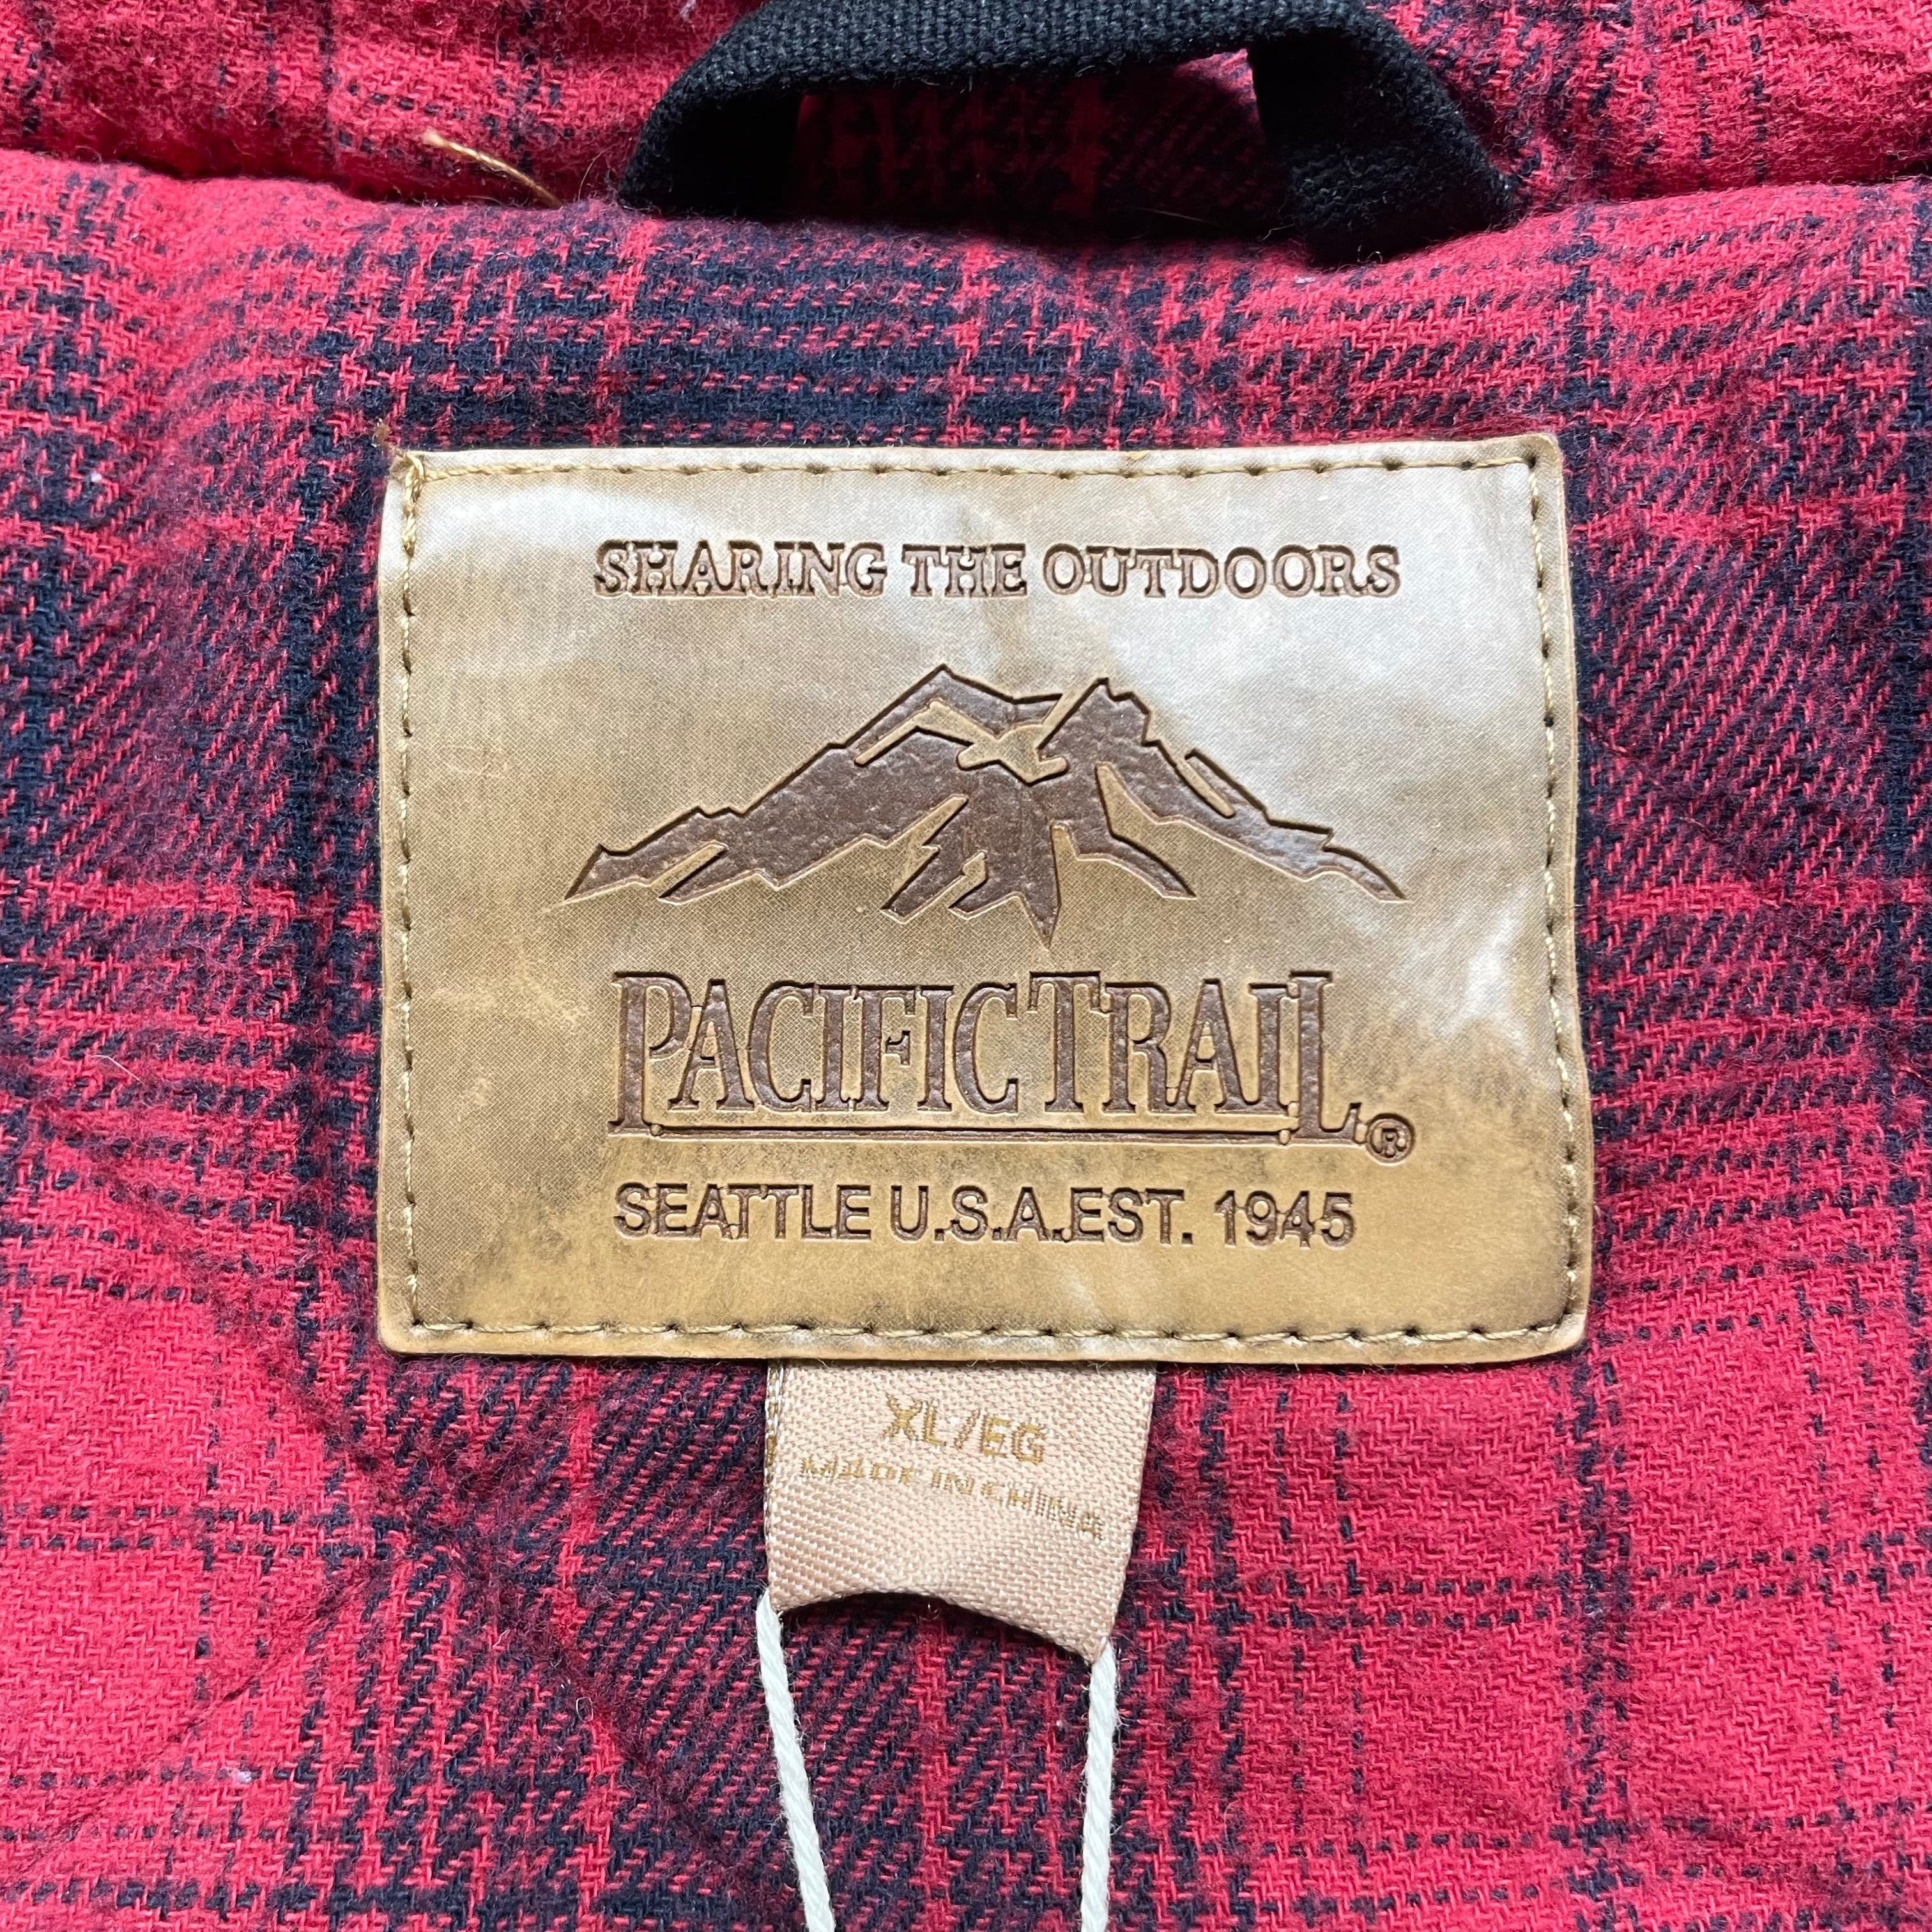 SHARING THE OUTDOORS
PACIFIC TRAIL®
SEATTLE U.S.A.EST. 1945
XL/EG
MADE IN CHINA